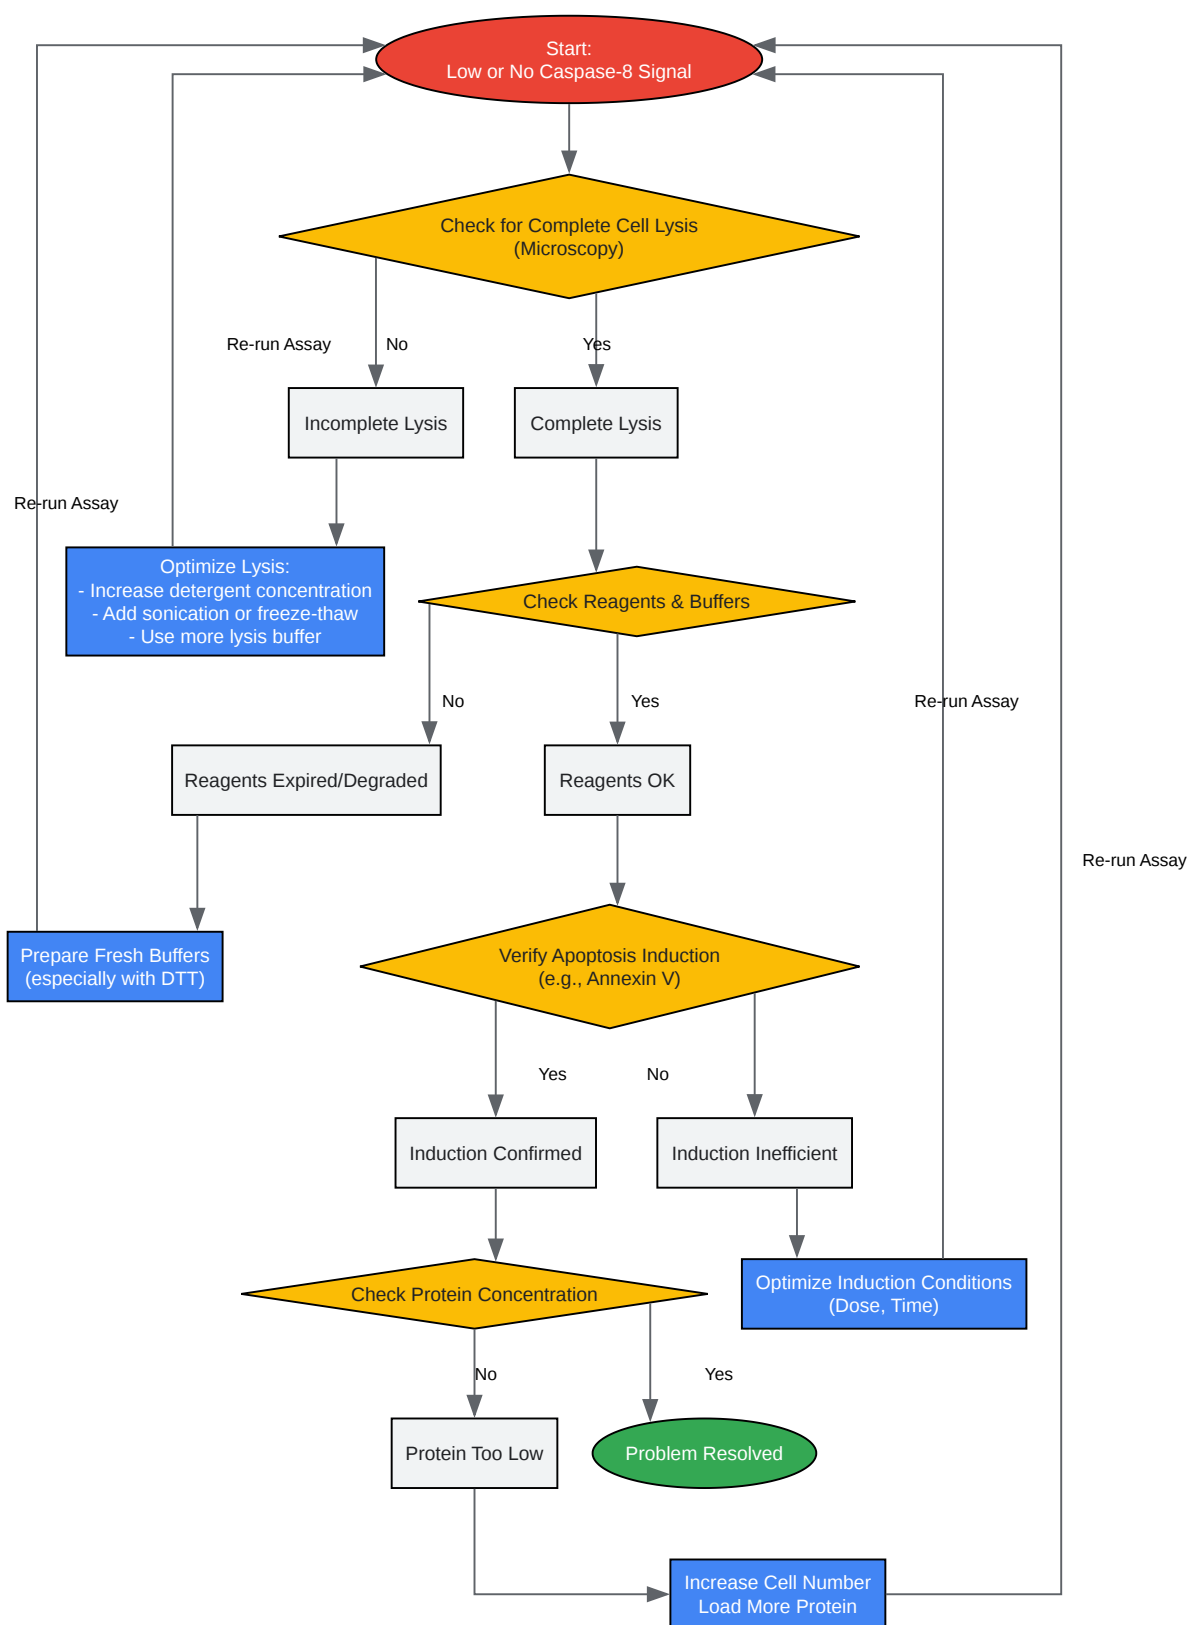 Start:
Low or No Caspase-8 Signal
Check for Complete Cell Lysis
(Microscopy)
Re-run Assay
No
Yes
Incomplete Lysis
Complete Lysis
Re-run Assay
Optimize Lysis:
- Increase detergent concentration
- Add sonication or freeze-thaw
- Use more lysis buffer
Check Reagents & Buffers
No
Yes
Re-run Assay
Reagents Expired/Degraded
Reagents OK
Re-run Assay
Prepare Fresh Buffers
(especially with DTT)
Verify Apoptosis Induction
(e.g., Annexin V)
Yes
No
Induction Confirmed
Induction Inefficient
Check Protein Concentration
Optimize Induction Conditions
(Dose, Time)
No
Yes
Protein Too Low
Problem Resolved
Increase Cell Number
Load More Protein